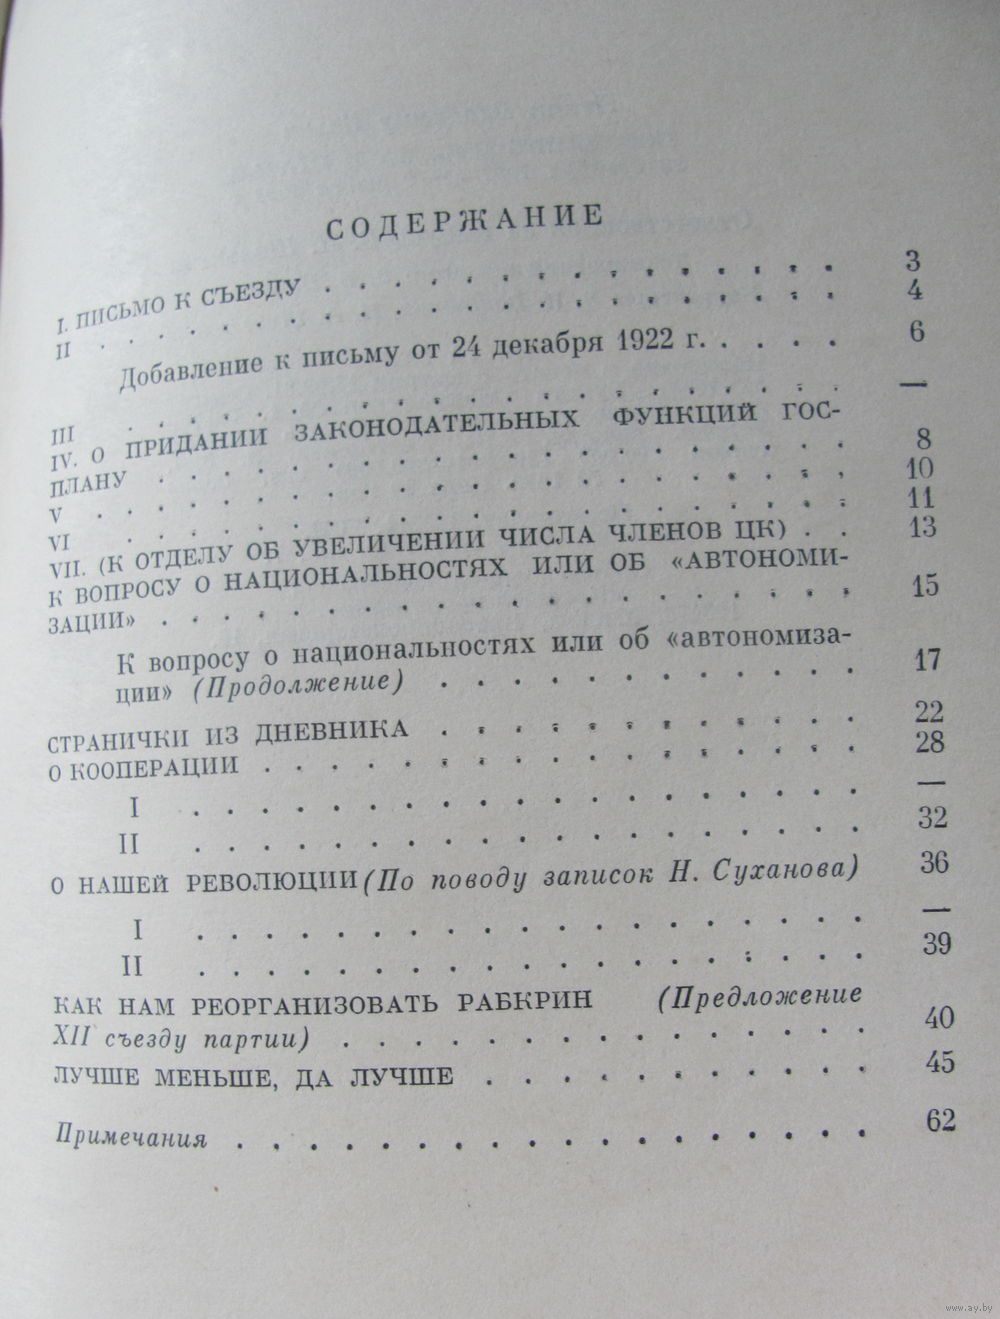 СОДЕРЖАНИЕ
I. ПИСЬМО К СЪЕЗДУ . . . . . . . . . . . . . . 3
II . . . . . . . . . . . . . . . . . . . . 4
Добавление к письму от 24 декабря 1922 г. . . . . 6
III . . . . . . . . . . . . . . . . . . . —
IV. О ПРИДАНИИ ЗАКОНОДАТЕЛЬНЫХ ФУНКЦИЙ ГОС-
ПЛАНУ . . . . . . . . . . . . . . . . . . 8
V . . . . . . . . . . . . . . . . . . . . 10
VI . . . . . . . . . . . . . . . . . . . 11
VII. (К ОТДЕЛУ ОБ УВЕЛИЧЕНИИ ЧИСЛА ЧЛЕНОВ ЦК) . . 13
К ВОПРОСУ О НАЦИОНАЛЬНОСТЯХ ИЛИ ОБ «АВТОНОМИ-
ЗАЦИИ» . . . . . . . . . . . . . . . . . . 15
К вопросу о национальностях или об «автономиза-
ции» (Продолжение) . . . . . . . . . . . . 17
СТРАНИЧКИ ИЗ ДНЕВНИКА . . . . . . . . . . . . 22
О КООПЕРАЦИИ . . . . . . . . . . . . . . . . . 28
I . . . . . . . . . . . . . . . . . . —
II . . . . . . . . . . . . . . . . . . 32
О НАШЕЙ РЕВОЛЮЦИИ (По поводу записок Н. Суханова) 36
I . . . . . . . . . . . . . . . . . . —
II . . . . . . . . . . . . . . . . . . 39
КАК НАМ РЕОРГАНИЗОВАТЬ РАБКРИН (Предложение
XII съезду партии) . . . . . . . . . . . . . . 40
ЛУЧШЕ МЕНЬШЕ, ДА ЛУЧШЕ . . . . . . . . . . . 45
Примечания . . . . . . . . . . . . . . . . . . 62
www.ay.by